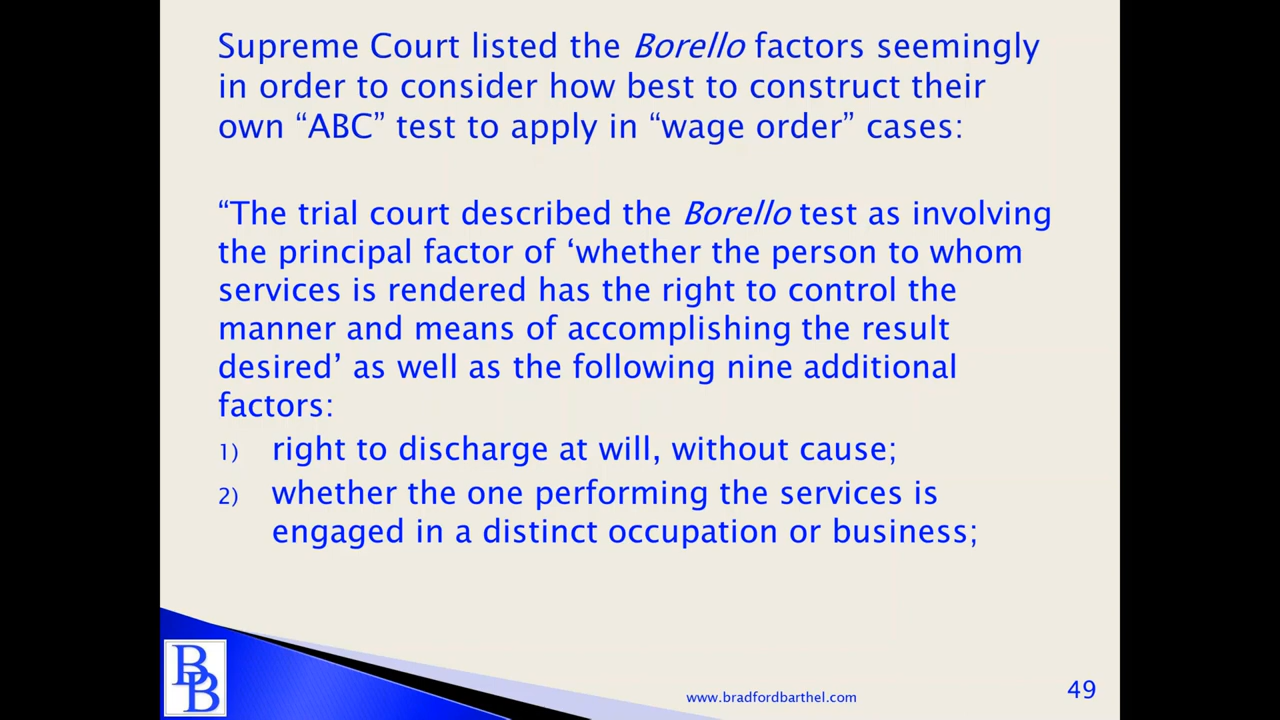 Supreme Court listed the Borello factors seemingly
in order to consider how best to construct their
own “ABC” test to apply in “wage order” cases:
“The trial court described the Borello test as involving
the principal factor of ‘whether the person to whom
services is rendered has the right to control the
manner and means of accomplishing the result
desired’ as well as the following nine additional
factors:
1) right to discharge at will, without cause;
2) whether the one performing the services is
engaged in a distinct occupation or business;
BB
www.bradfordbarthel.com
49